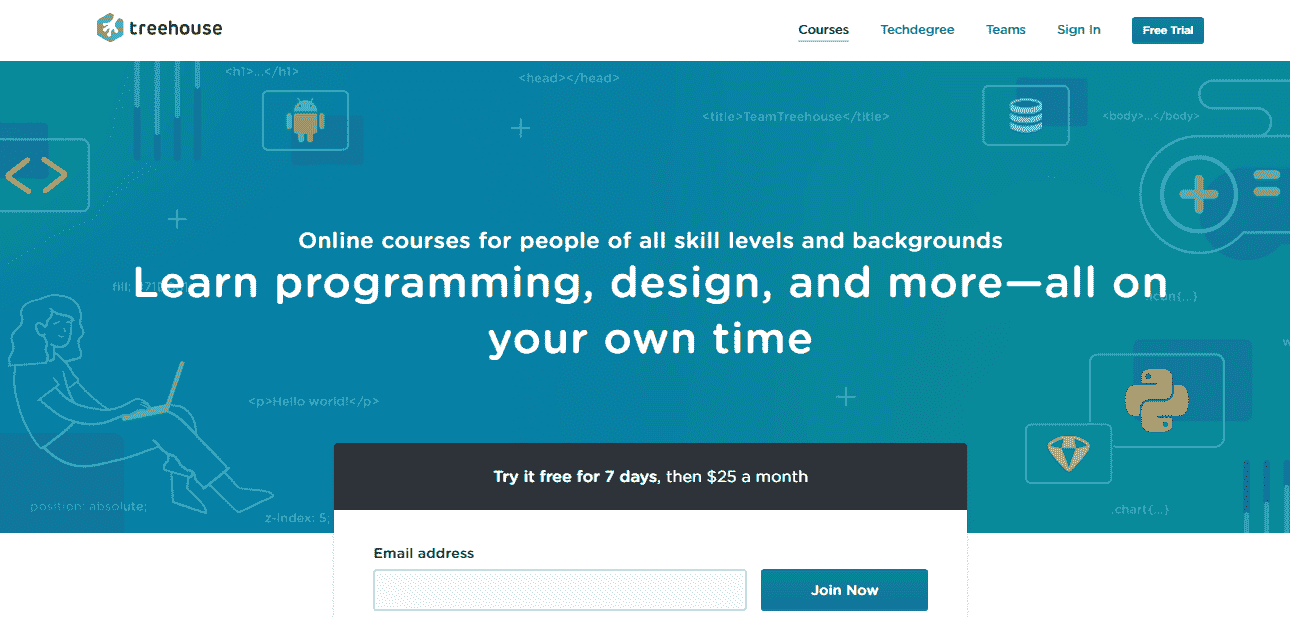 treehouse
Courses
Techdegree
Teams
Sign In
Free Trial
<h1>...</h1>
<head></head>
<title>TeamTreehouse</title>
<body>...</body>
Online courses for people of all skill levels and backgrounds
fill:
Learn programming, design, and more—all on
your own time
<p>Hello world!</p>
Try it free for 7 days, then $25 a month
position: absolute;
z-index: 5;
.chart{...}
Email address
Join Now